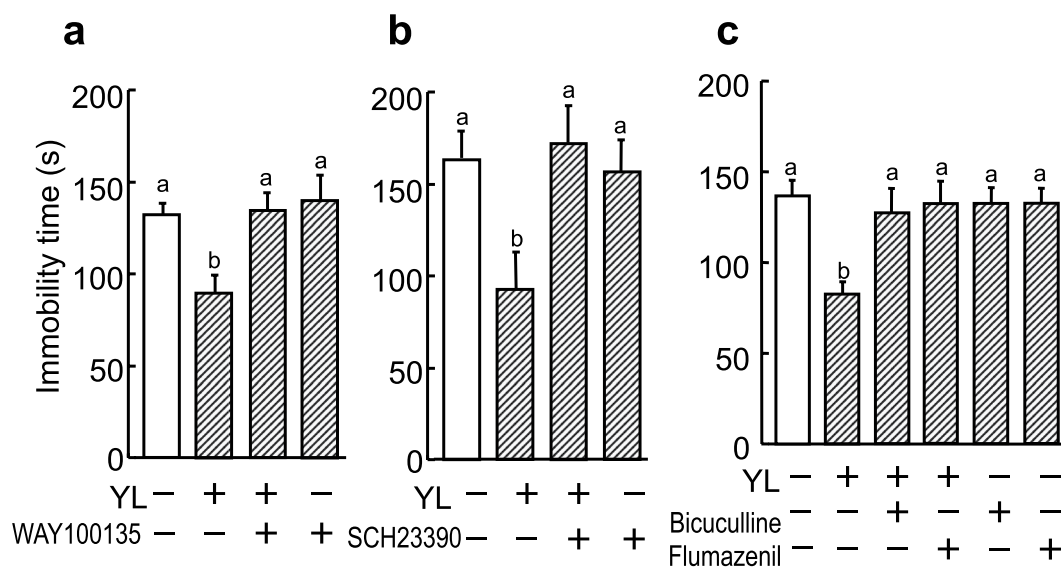 a
b
c
Immobility time (s)
200
150
100
50
0
a
b
a
a
YL – + + –
WAY100135 – – + +
200
150
100
50
0
a
b
a
a
YL – + + –
SCH23390 – – + +
200
150
100
50
0
a
b
a
a
a
a
YL – + + + – –
Bicuculline – – + – + –
Flumazenil – – – + – +